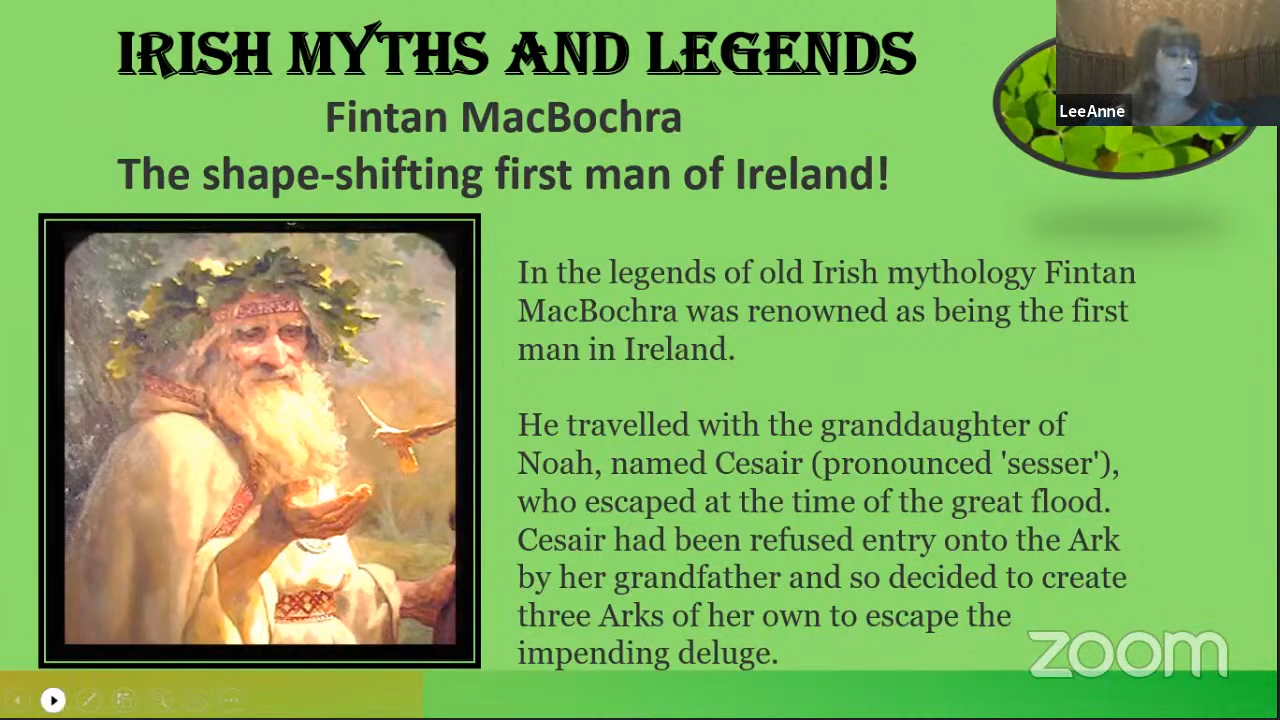 IRISH MYTHS AND LEGENDS
Fintan MacBochra
The shape-shifting first man of Ireland!
LeeAnne
In the legends of old Irish mythology Fintan
MacBochra was renowned as being the first
man in Ireland.
He travelled with the granddaughter of
Noah, named Cesair (pronounced 'sesser'),
who escaped at the time of the great flood.
Cesair had been refused entry onto the Ark
by her grandfather and so decided to create
three Arks of her own to escape the
impending deluge.
zoom